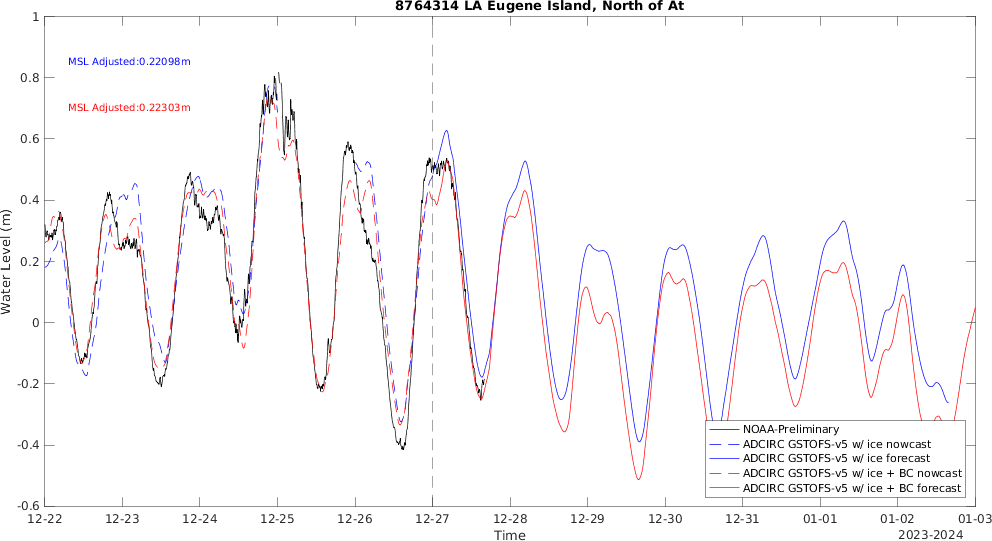 8764314 LA Eugene Island, North of At
MSL Adjusted:0.22098m
MSL Adjusted:0.22303m
Water Level (m)
1
0.8
0.6
0.4
0.2
0
-0.2
-0.4
-0.6
NOAA-Preliminary
ADCIRC GSTOFS-v5 w/ ice nowcast
ADCIRC GSTOFS-v5 w/ ice forecast
ADCIRC GSTOFS-v5 w/ ice + BC nowcast
ADCIRC GSTOFS-v5 w/ ice + BC forecast
12-22 12-23 12-24 12-25 12-26 12-27 12-28 12-29 12-30 12-31 01-01 01-02 01-03
Time
2023-2024